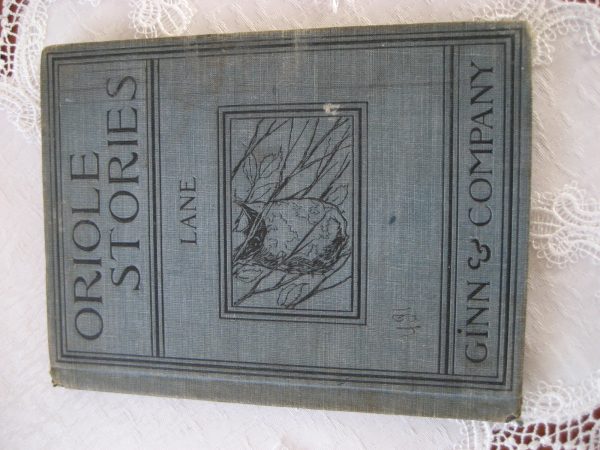 ORIOLE
STORIES
LANE
GINN & COMPANY